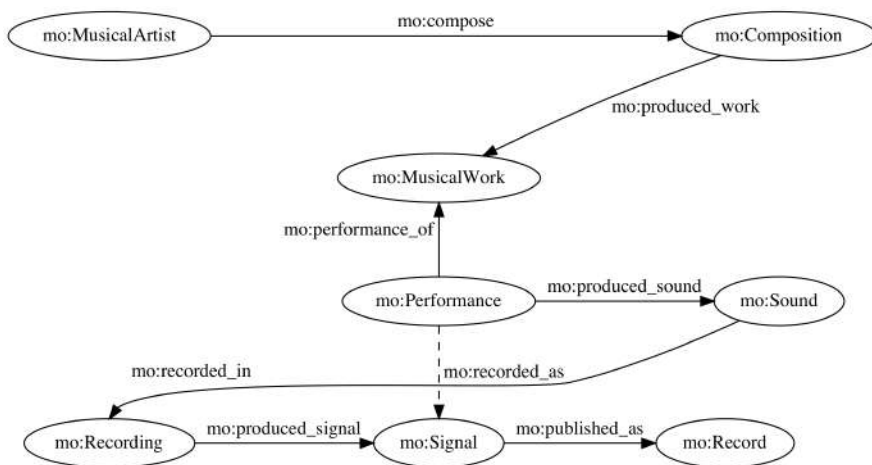 mo:compose
mo:MusicalArtist
mo:Composition
mo:produced_work
mo:MusicalWork
mo:performance_of
mo:produced_sound
mo:Performance
mo:Sound
mo:recorded_in
mo:recorded_as
mo:produced_signal
mo:published_as
mo:Recording
mo:Signal
mo:Record